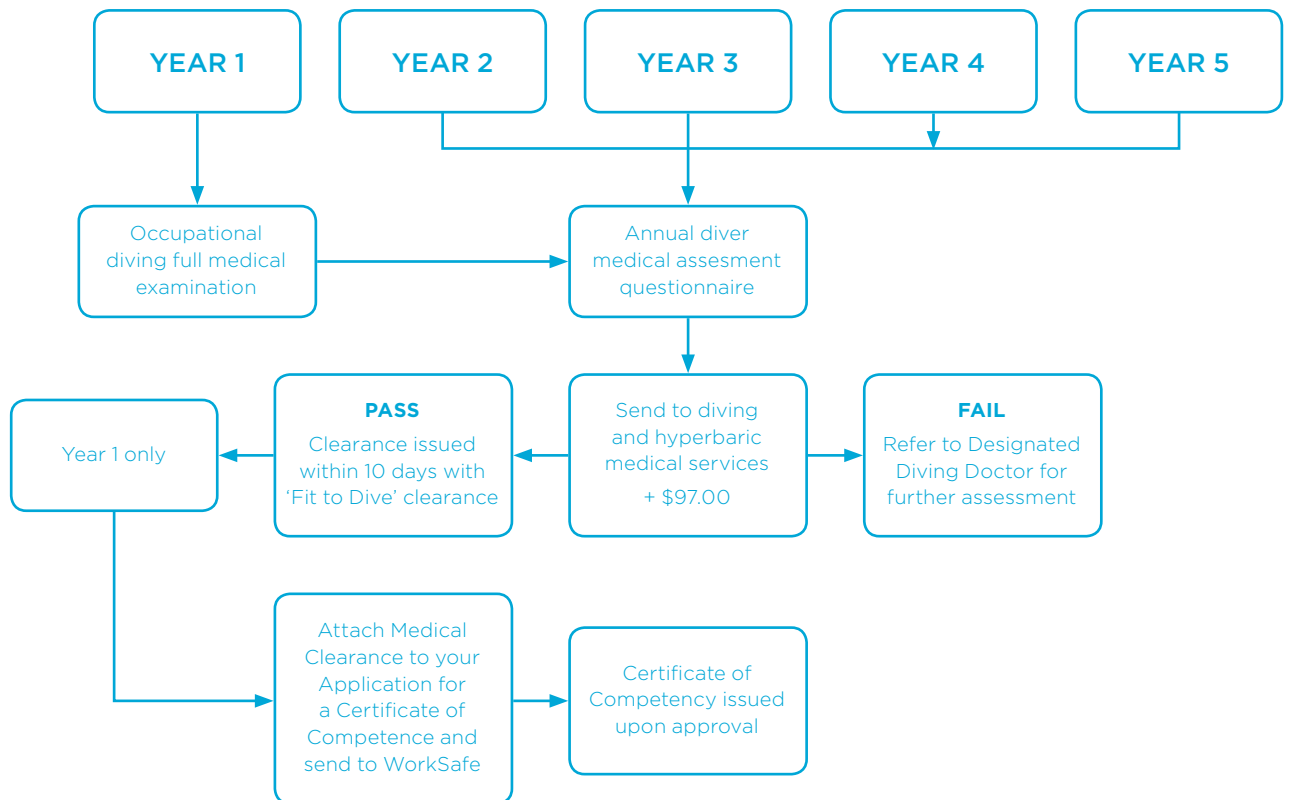 YEAR 1
YEAR 2
YEAR 3
YEAR 4
YEAR 5
Occupational
diving full medical
examination
Annual diver
medical assesment
questionnaire
Year 1 only
PASS
Clearance issued
within 10 days with
‘Fit to Dive’ clearance
Send to diving
and hyperbaric
medical services
+ $97.00
FAIL
Refer to Designated
Diving Doctor for
further assessment
Attach Medical
Clearance to your
Application for
a Certificate of
Competence and
send to WorkSafe
Certificate of
Competency issued
upon approval